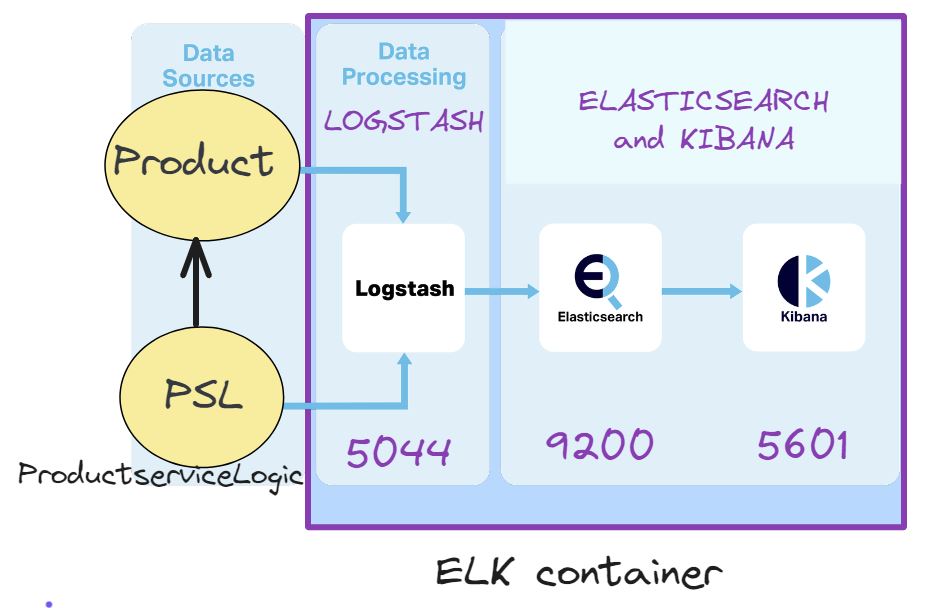 Data
Sources
Data
Processing
LOGSTASH
ELASTICSEARCH
and KIBANA
Product
Logstash
Elasticsearch
Kibana
PSL
ProductserviceLogic
5044
9200
5601
ELK container